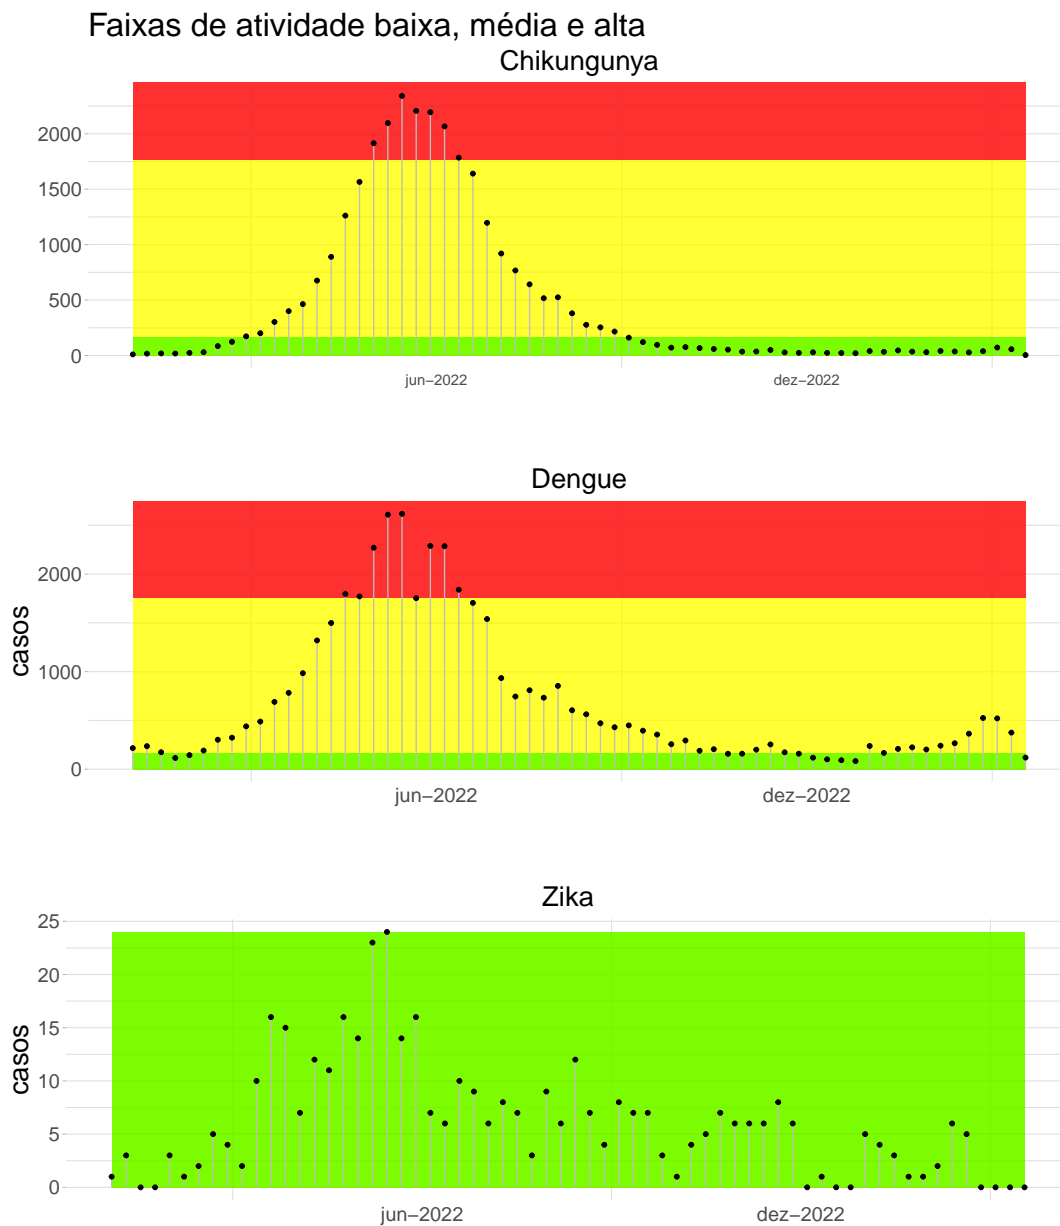 Faixas de atividade baixa, média e alta
Chikungunya
2000
1500
1000
500
0
jun−2022 dez−2022
Dengue
casos
2000
1000
0
jun−2022 dez−2022
Zika
casos
25
20
15
10
5
0
jun−2022 dez−2022